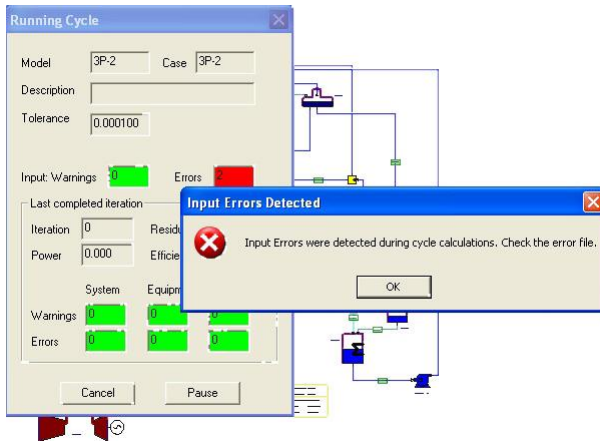 Running Cycle
Model 3P-2 Case 3P-2
Description
Tolerance 0.000100
Input: Warnings 0 Errors 2
Last completed iteration
Iteration 0
Power 0.000
System
Warnings 0 0 0
Errors 0 0 0
Cancel Pause
Input Errors Detected
Input Errors were detected during cycle calculations. Check the error file.
OK